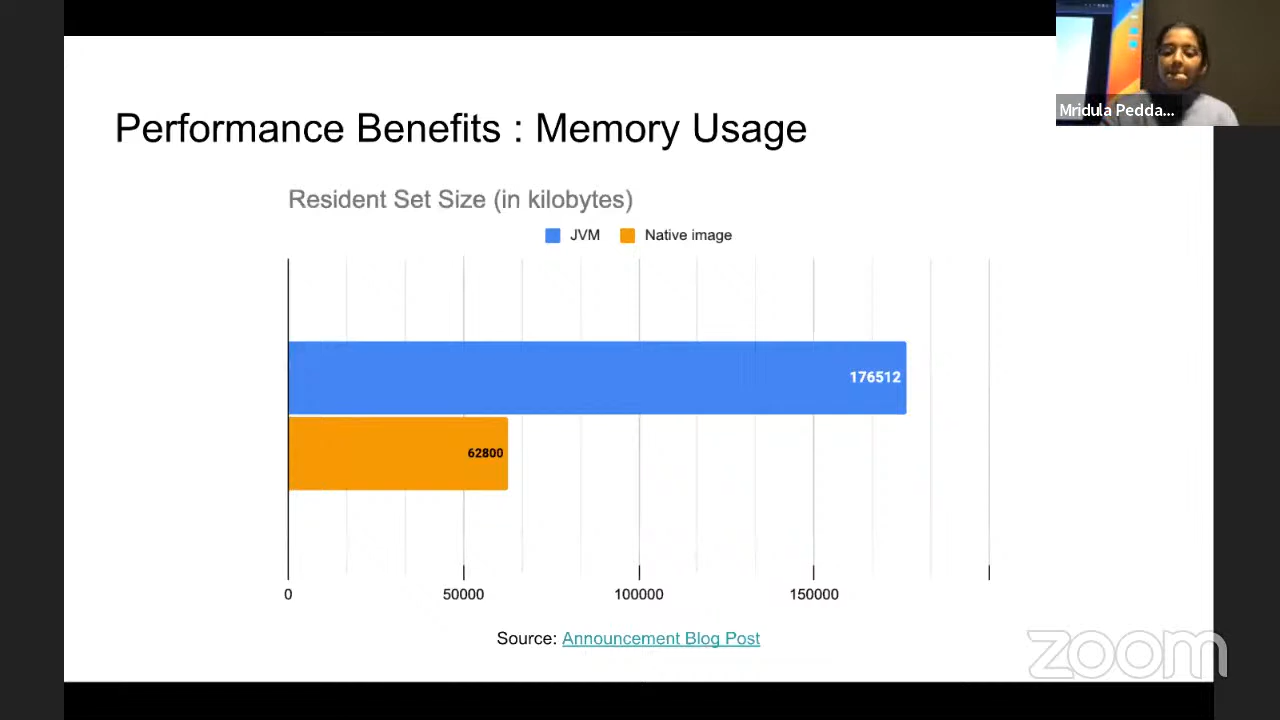 Mridula Pedda...
Performance Benefits : Memory Usage
Resident Set Size (in kilobytes)
JVM Native image
176512
62800
0 50000 100000 150000
Source: Announcement Blog Post
zoom